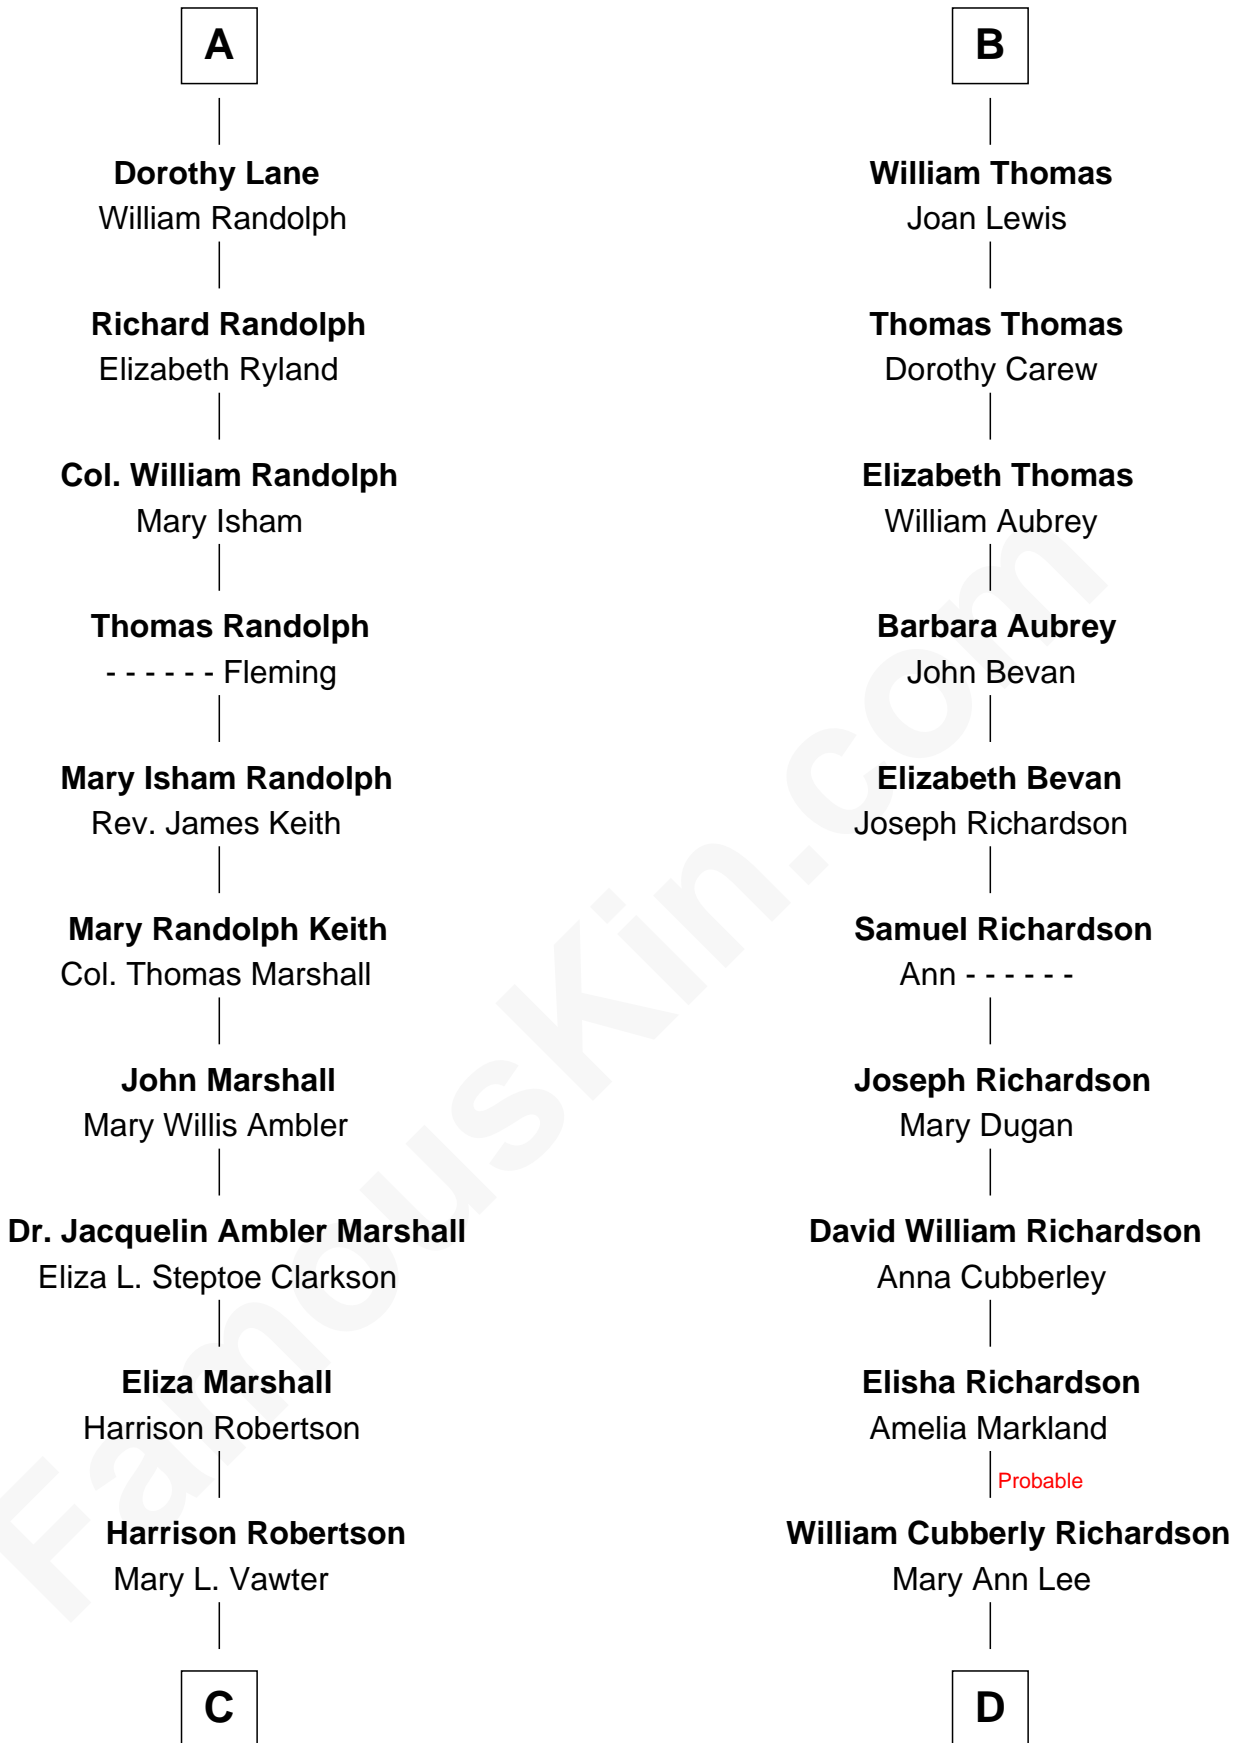 A
Dorothy Lane
William Randolph
Richard Randolph
Elizabeth Ryland
Col. William Randolph
Mary Isham
Thomas Randolph
- - - - - - Fleming
Mary Isham Randolph
Rev. James Keith
Mary Randolph Keith
Col. Thomas Marshall
John Marshall
Mary Willis Ambler
Dr. Jacquelin Ambler Marshall
Eliza L. Steptoe Clarkson
Eliza Marshall
Harrison Robertson
Harrison Robertson
Mary L. Vawter
C
B
William Thomas
Joan Lewis
Thomas Thomas
Dorothy Carew
Elizabeth Thomas
William Aubrey
Barbara Aubrey
John Bevan
Elizabeth Bevan
Joseph Richardson
Samuel Richardson
Ann - - - - - -
Joseph Richardson
Mary Dugan
David William Richardson
Anna Cubberley
Elisha Richardson
Amelia Markland
Probable
William Cubberly Richardson
Mary Ann Lee
D
FamousKin.com